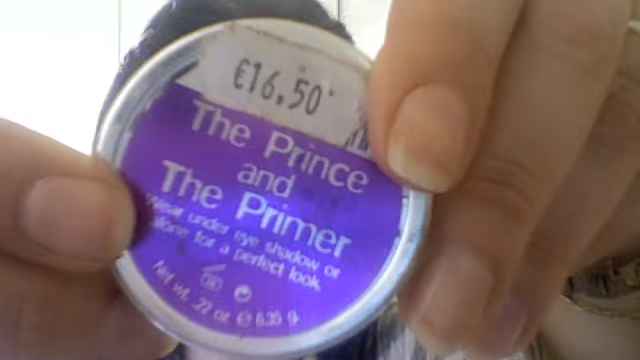 €16,50
The Prince
and
The Primer
Wear under eye shadow or
alone for a perfect look.
Net wt. .22 oz ℮ 6.35 g